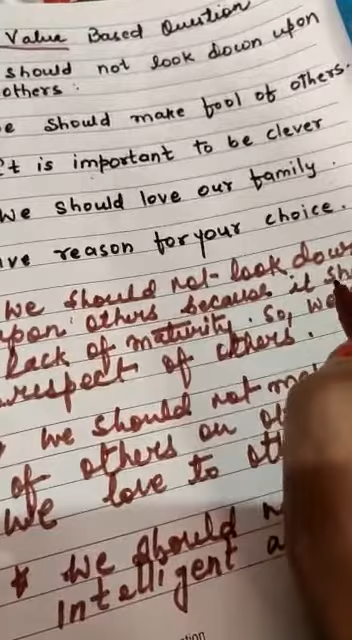 Value Based Question
should not look down upon
others :
e should make fool of others.
It is important to be clever
we should love our family.
ve reason for your choice.
we should not look down
upon others because it sh
lack of maturity. So, we
respect of others.
we should not ma
of others on ot
we love to oth
* we should n
intelligent a